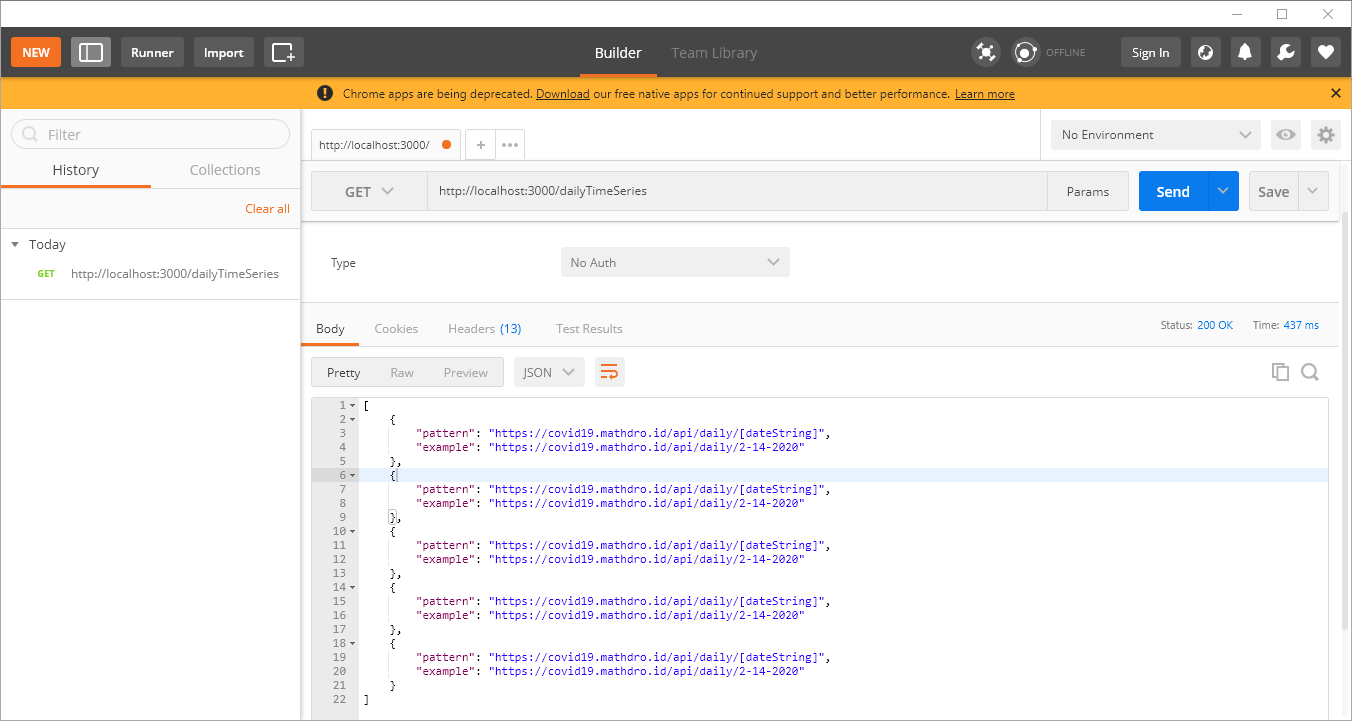 NEW Runner Import Builder Team Library OFFLINE Sign In
! Chrome apps are being deprecated. Download our free native apps for continued support and better performance. Learn more
Filter
History Collections
Clear all
Today
GET http://localhost:3000/dailyTimeSeries
http://localhost:3000/ + ••• No Environment
GET http://localhost:3000/dailyTimeSeries Params Send Save
Type No Auth
Body Cookies Headers (13) Test Results Status: 200 OK Time: 437 ms
Pretty Raw Preview JSON
1 [
2 {
3 "pattern": "https://covid19.mathdro.id/api/daily/[dateString]",
4 "example": "https://covid19.mathdro.id/api/daily/2-14-2020"
5 },
6 {
7 "pattern": "https://covid19.mathdro.id/api/daily/[dateString]",
8 "example": "https://covid19.mathdro.id/api/daily/2-14-2020"
9 },
10 {
11 "pattern": "https://covid19.mathdro.id/api/daily/[dateString]",
12 "example": "https://covid19.mathdro.id/api/daily/2-14-2020"
13 },
14 {
15 "pattern": "https://covid19.mathdro.id/api/daily/[dateString]",
16 "example": "https://covid19.mathdro.id/api/daily/2-14-2020"
17 },
18 {
19 "pattern": "https://covid19.mathdro.id/api/daily/[dateString]",
20 "example": "https://covid19.mathdro.id/api/daily/2-14-2020"
21 }
22 ]